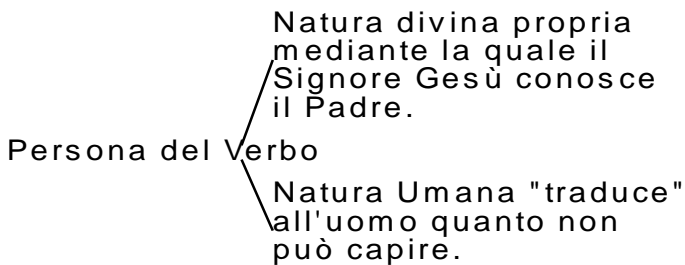 Natura divina propria
mediante la quale il
Signore Gesù conosce
il Padre.
Persona del Verbo
Natura Umana "traduce"
all'uomo quanto non
può capire.